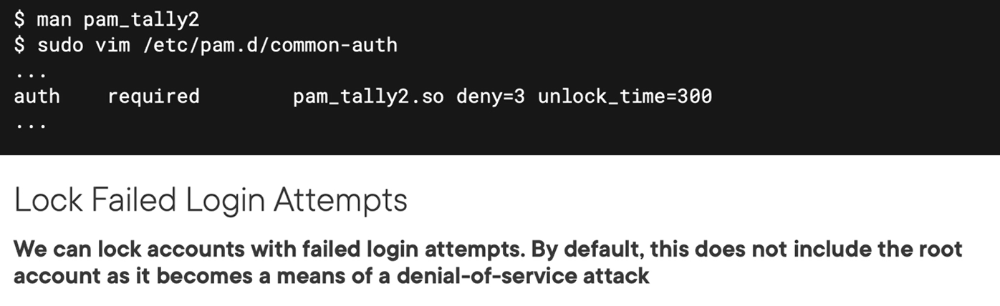 $ man pam_tally2
$ sudo vim /etc/pam.d/common-auth
...
auth    required        pam_tally2.so deny=3 unlock_time=300
...
Lock Failed Login Attempts
We can lock accounts with failed login attempts. By default, this does not include the root
account as it becomes a means of a denial-of-service attack